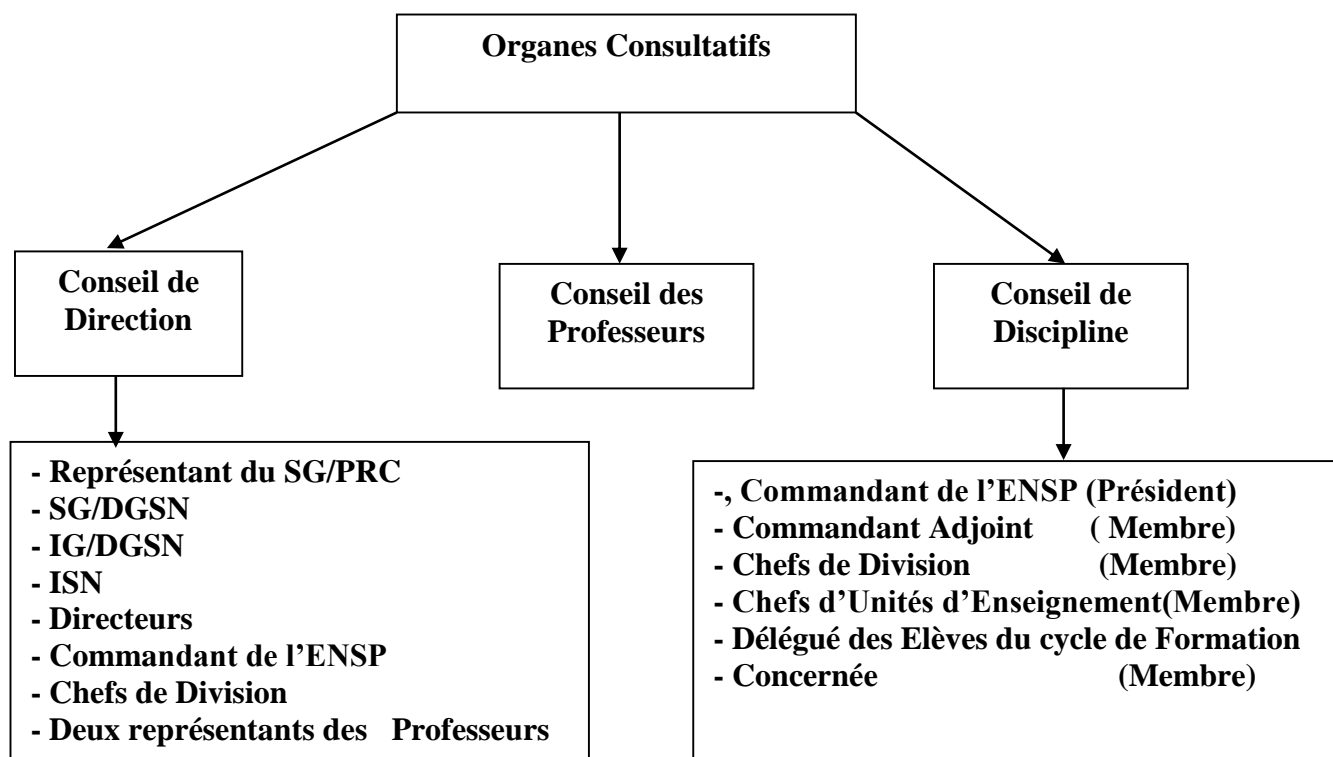 Organes Consultatifs
Conseil de
Direction
Conseil des
Professeurs
Conseil de
Discipline
- Représentant du SG/PRC
- SG/DGSN
- IG/DGSN
- ISN
- Directeurs
- Commandant de l’ENSP
- Chefs de Division
- Deux représentants des Professeurs
-, Commandant de l’ENSP (Président)
- Commandant Adjoint ( Membre)
- Chefs de Division (Membre)
- Chefs d’Unités d’Enseignement(Membre)
- Délégué des Elèves du cycle de Formation
- Concernée (Membre)